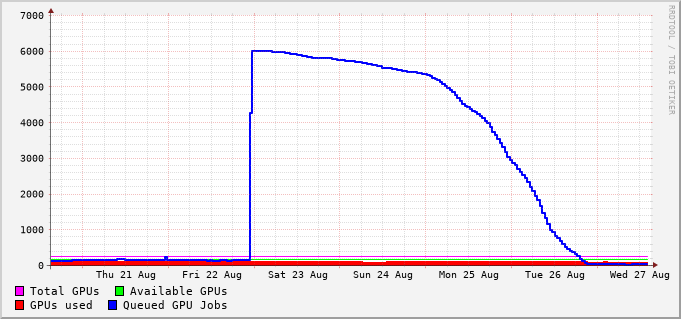 7000
6000
5000
4000
3000
2000
1000
0
Thu 21 Aug Fri 22 Aug Sat 23 Aug Sun 24 Aug Mon 25 Aug Tue 26 Aug Wed 27 Aug
Total GPUs Available GPUs
GPUs used Queued GPU Jobs
RRDTOOL / TOBI OETIKER